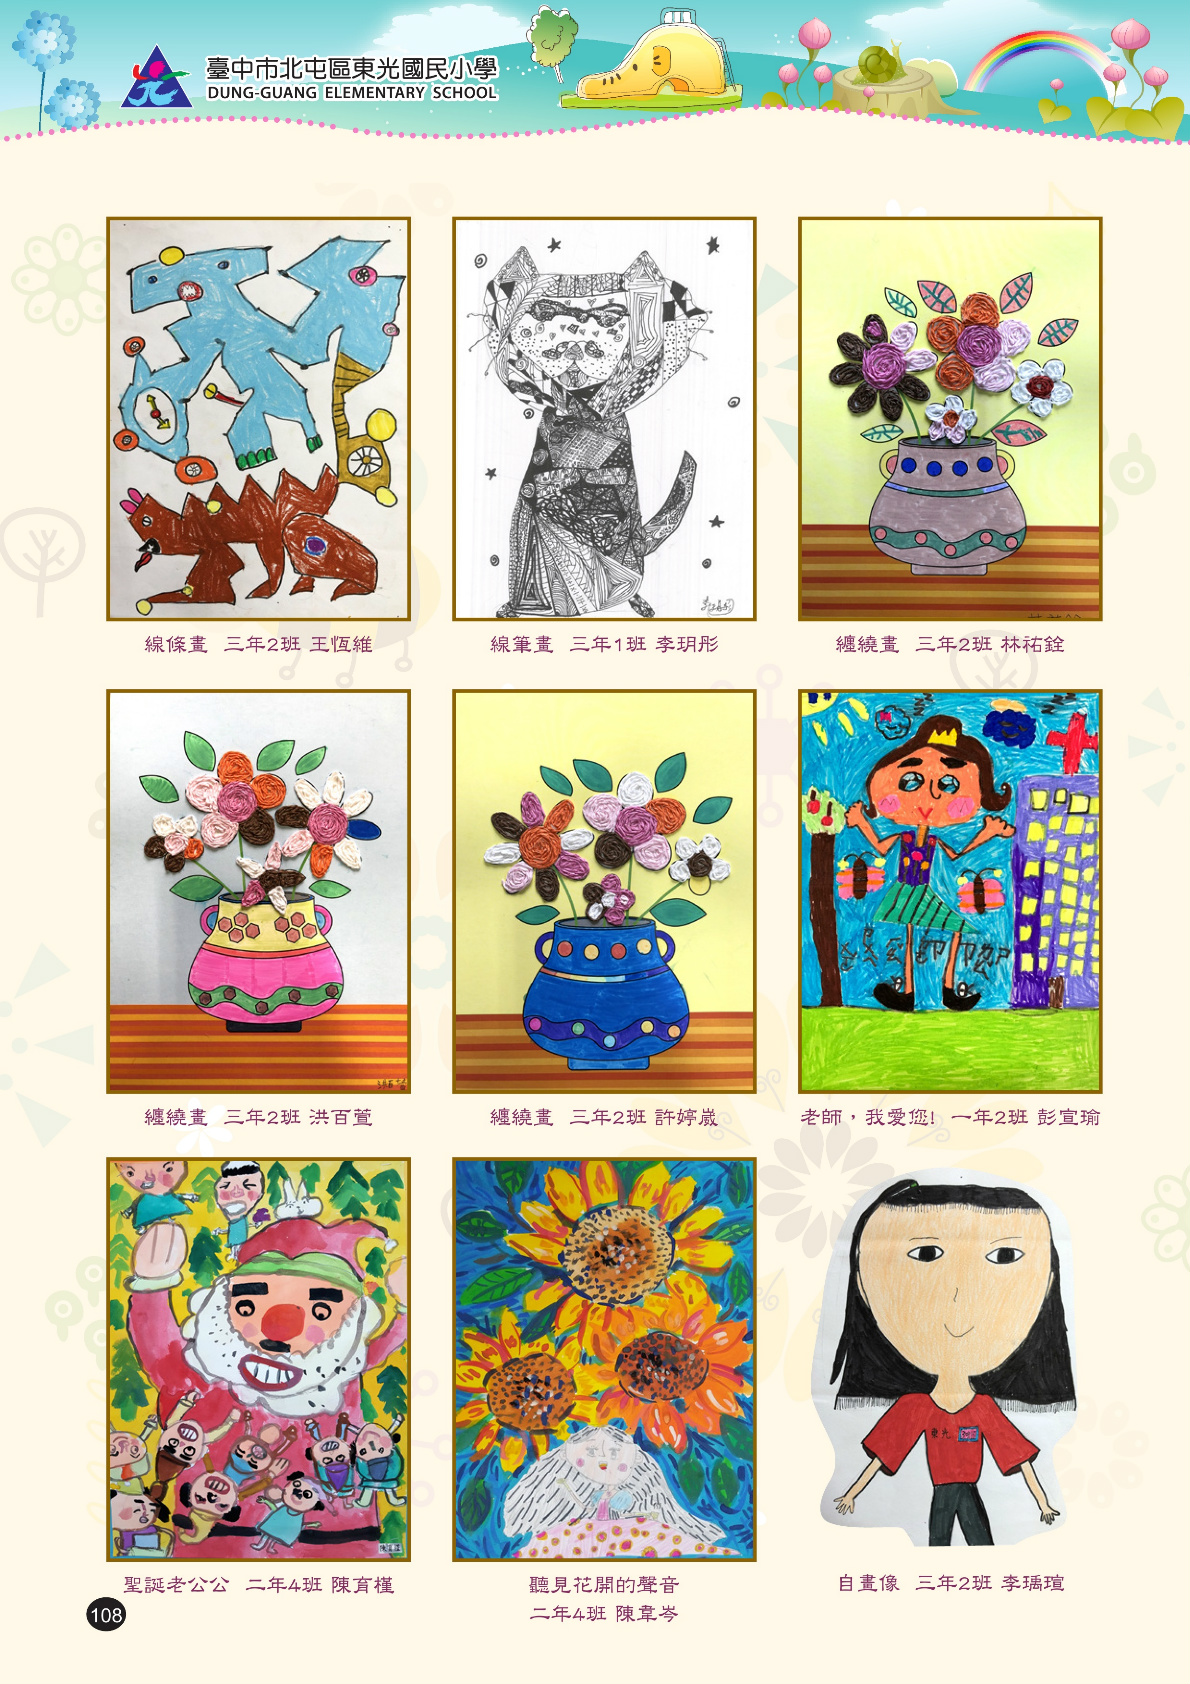 臺中市北屯區東光國民小學
DUNG-GUANG ELEMENTARY SCHOOL
線條畫 三年2班 王恆維
線筆畫 三年1班 李玥彤
纏繞畫 三年2班 林祐銓
纏繞畫 三年2班 洪百萱
纏繞畫 三年2班 許婷崴
老師，我愛您! 一年2班 彭宣瑜
東光
聖誕老公公 二年4班 陳育槿
聽見花開的聲音
二年4班 陳韋岑
自畫像 三年2班 李瑀瑄
108